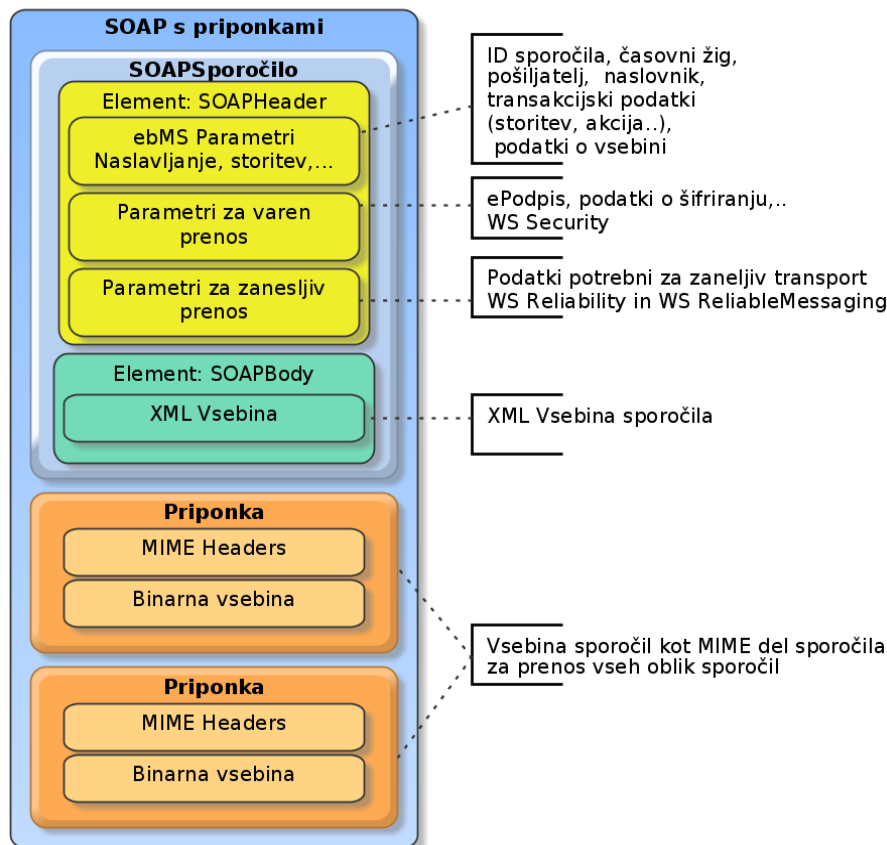 SOAP s priponkami
SOAPSporočilo
Element: SOAPHeader
ebMS Parametri
Naslavljanje, storitev,...
Parametri za varen
prenos
Parametri za zanesljiv
prenos
Element: SOAPBody
XML Vsebina
Priponka
MIME Headers
Binarna vsebina
Priponka
MIME Headers
Binarna vsebina
ID sporočila, časovni žig,
pošiljatelj, naslovnik,
transakcijski podatki
(storitev, akcija..),
podatki o vsebini
ePodpis, podatki o šifriranju,..
WS Security
Podatki potrebni za zaneljiv transport
WS Reliability in WS ReliableMessaging
XML Vsebina sporočila
Vsebina sporočil kot MIME del sporočila
za prenos vseh oblik sporočil